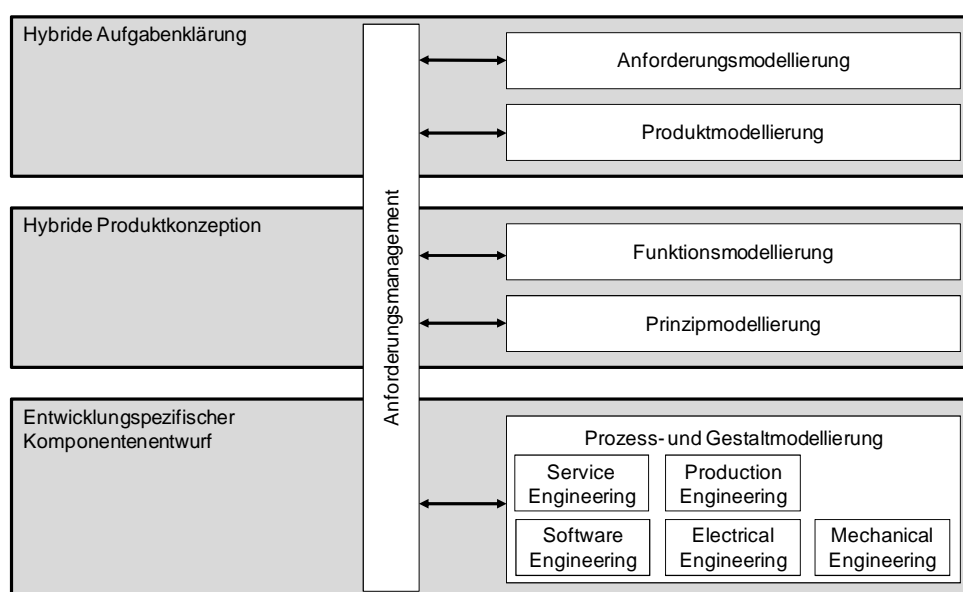 Hybride Aufgabenklärung
Anforderungsmanagement
Anforderungsmodellierung
Produktmodellierung
Hybride Produktkonzeption
Funktionsmodellierung
Prinzipmodellierung
Entwicklungspezifischer
Komponentenentwurf
Prozess- und Gestaltmodellierung
Service
Engineering
Production
Engineering
Software
Engineering
Electrical
Engineering
Mechanical
Engineering